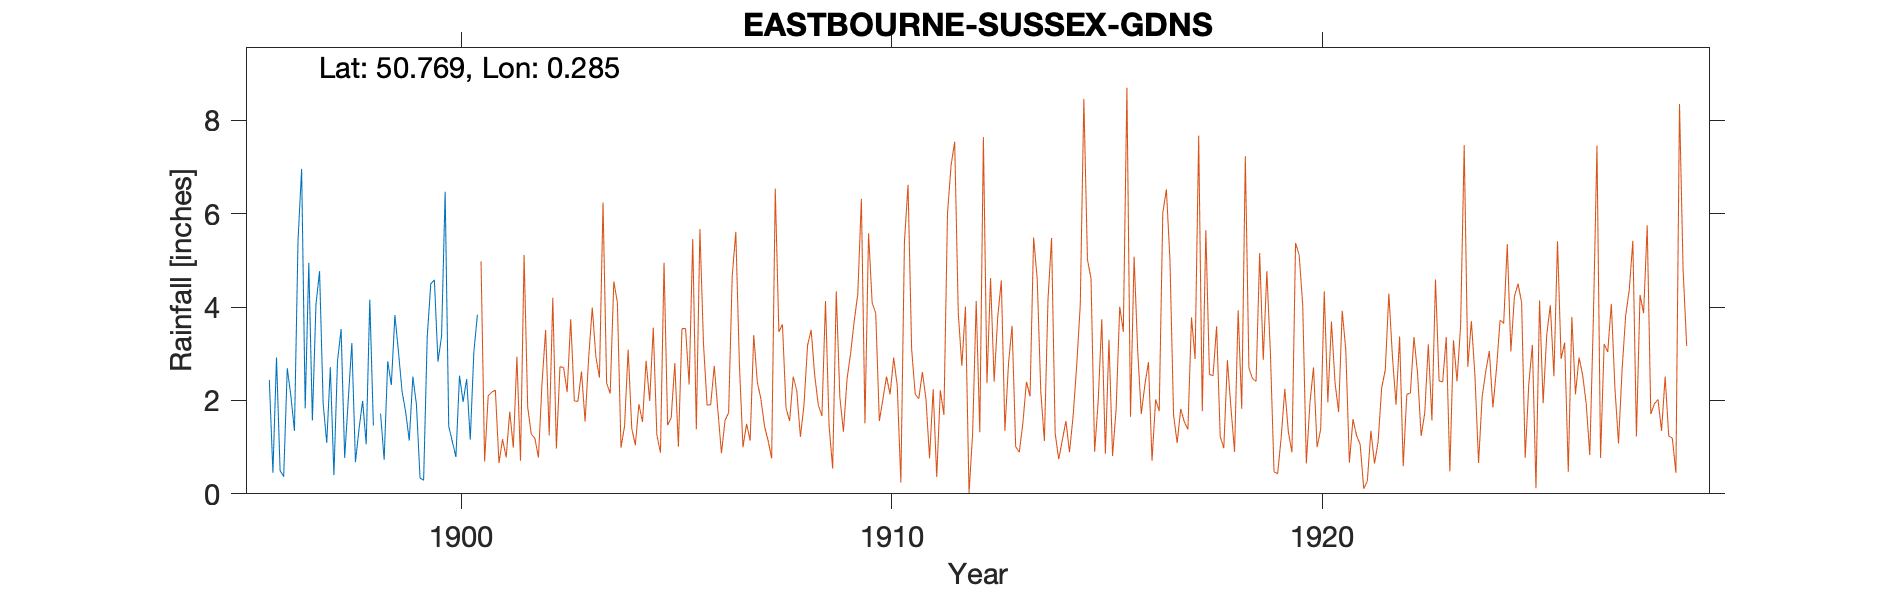 EASTBOURNE-SUSSEX-GDNS
Lat: 50.769, Lon: 0.285
8
6
4
2
0
Rainfall [inches]
1900 1910 1920
Year